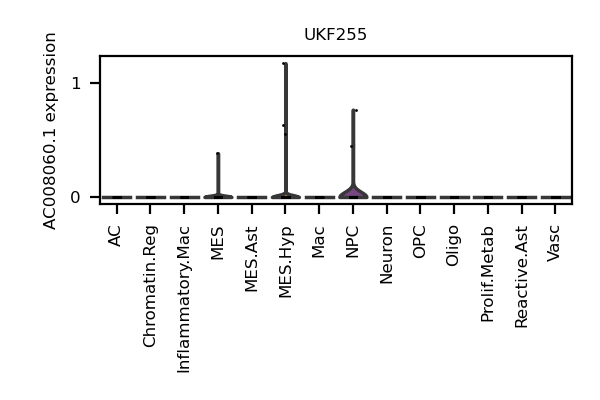 UKF255
AC008060.1 expression
1
0
AC
Chromatin.Reg
Inflammatory.Mac
MES
MES.Ast
MES.Hyp
Mac
NPC
Neuron
OPC
Oligo
Prolif.Metab
Reactive.Ast
Vasc